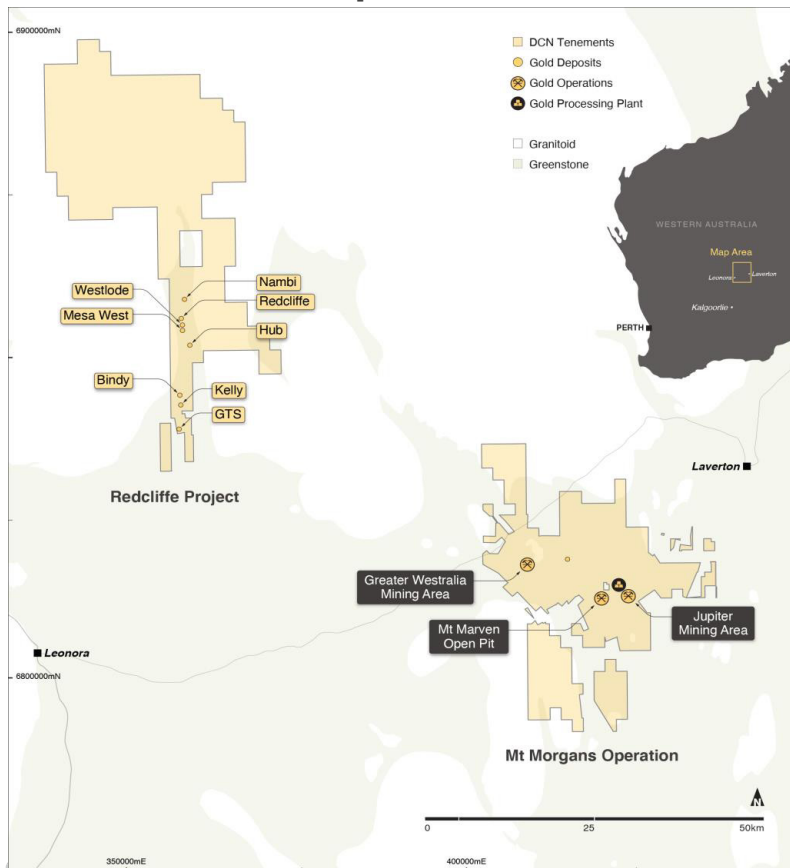 6900000mN
DCN Tenements
Gold Deposits
Gold Operations
Gold Processing Plant
Granitoid
Greenstone
WESTERN AUSTRALIA
Map Area
Leonora
Laverton
Kalgoorlie
PERTH
Nambi
Westlode
Redcliffe
Mesa West
Hub
Bindy
Kelly
GTS
Redcliffe Project
Laverton
Greater Westralia
Mining Area
Mt Marven
Open Pit
Jupiter
Mining Area
Leonora
6800000mN
Mt Morgans Operation
N
0 25 50km
350000mE
400000mE